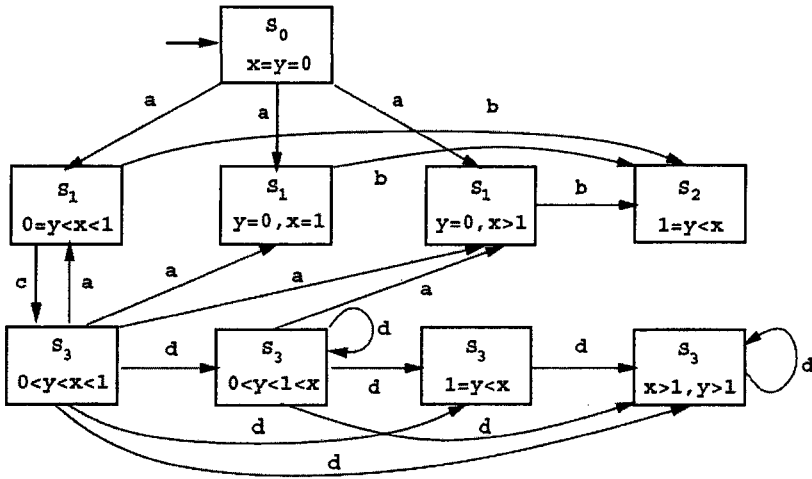 S0
x=y=0
a
a
a
b
S1
0=y<x<1
S1
y=0,x=1
b
S1
y=0,x>1
b
S2
1=y<x
c
a
a
a
a
d
S3
0<y<x<1
d
S3
0<y<1<x
d
S3
1=y<x
d
S3
x>1,y>1
d
d
d
d